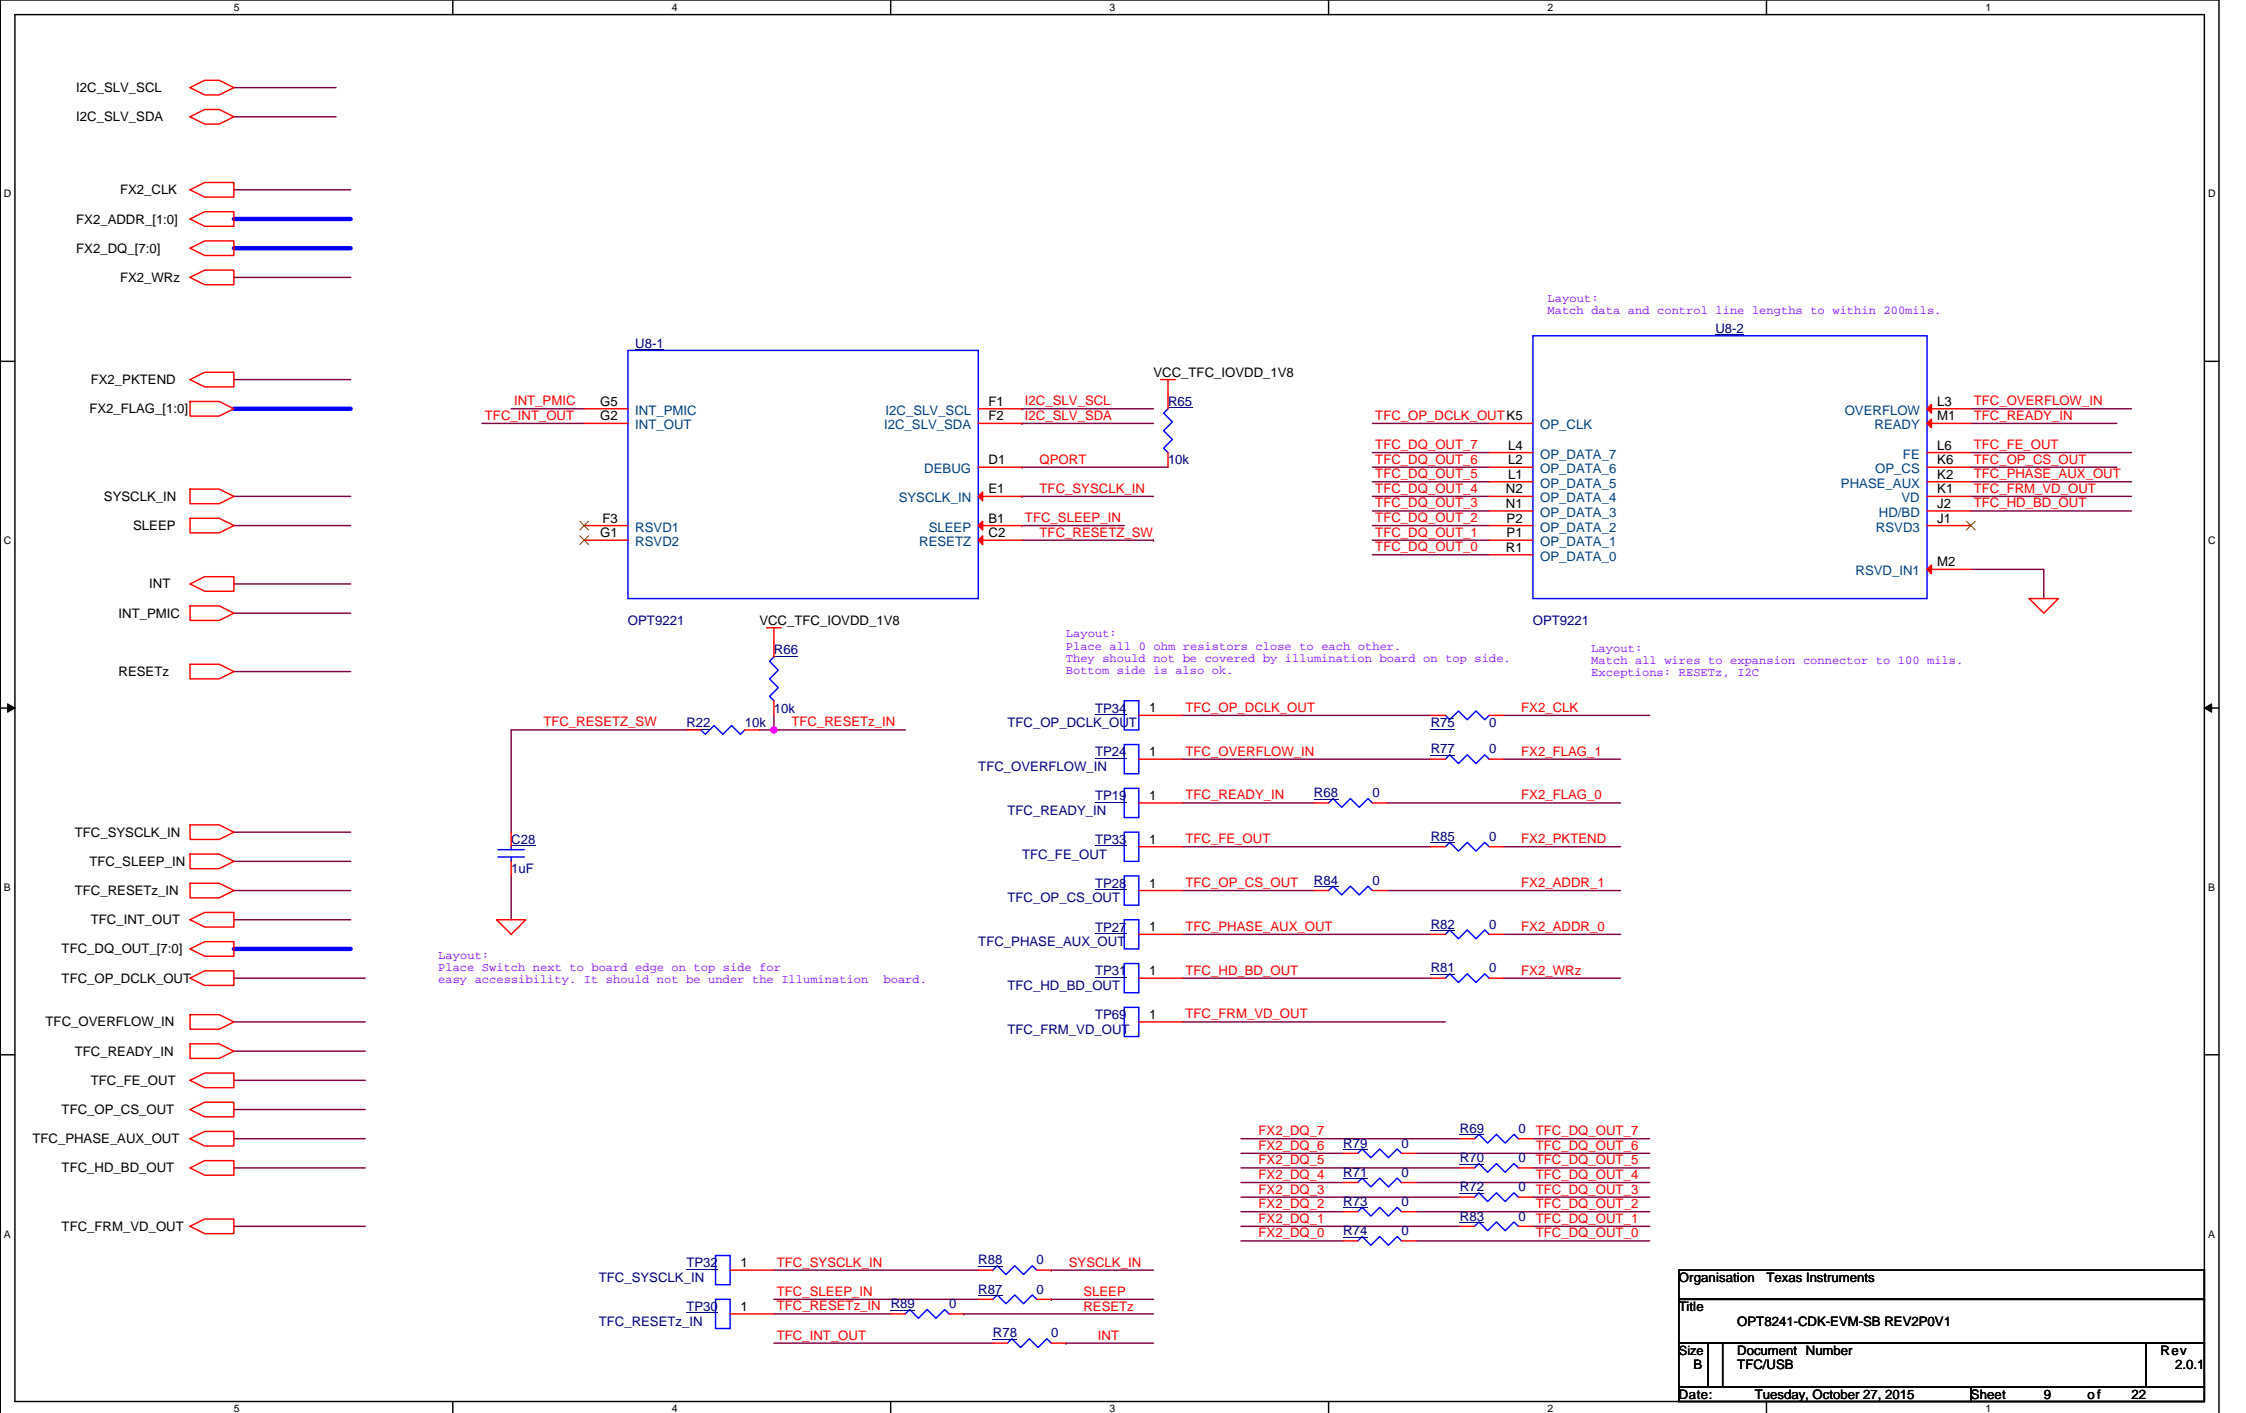 5 4 3 2 1
I2C_SLV_SCL
I2C_SLV_SDA
FX2_CLK
D D
FX2_ADDR_[1:0]
FX2_DQ_[7:0]
FX2_WRz
FX2_PKTEND
FX2_FLAG_[1:0]
SYSCLK_IN
SLEEP
C C
INT
INT_PMIC
RESETz
TFC_SYSCLK_IN
TFC_SLEEP_IN
TFC_RESETz_IN
B B
TFC_INT_OUT
TFC_DQ_OUT_[7:0]
TFC_OP_DCLK_OUT
TFC_OVERFLOW_IN
TFC_READY_IN
TFC_FE_OUT
TFC_OP_CS_OUT
TFC_PHASE_AUX_OUT
TFC_HD_BD_OUT
TFC_FRM_VD_OUT
A A
U8-1
INT_PMIC G5 INT_PMIC
TFC_INT_OUT G2 INT_OUT
F3 RSVD1
G1 RSVD2
I2C_SLV_SCL F1 I2C_SLV_SCL
I2C_SLV_SDA F2 I2C_SLV_SDA
DEBUG D1 QPORT
SYSCLK_IN E1 TFC_SYSCLK_IN
SLEEP B1 TFC_SLEEP_IN
RESETZ C2 TFC_RESETZ_SW
OPT9221
VCC_TFC_IOVDD_1V8
R65
10k
Layout:
Match data and control line lengths to within 200mils.
U8-2
TFC_OP_DCLK_OUT K5 OP_CLK
TFC_DQ_OUT_7 L4 OP_DATA_7
TFC_DQ_OUT_6 L2 OP_DATA_6
TFC_DQ_OUT_5 L1 OP_DATA_5
TFC_DQ_OUT_4 N2 OP_DATA_4
TFC_DQ_OUT_3 N1 OP_DATA_3
TFC_DQ_OUT_2 P2 OP_DATA_2
TFC_DQ_OUT_1 P1 OP_DATA_1
TFC_DQ_OUT_0 R1 OP_DATA_0
OVERFLOW L3 TFC_OVERFLOW_IN
READY M1 TFC_READY_IN
FE L6 TFC_FE_OUT
OP_CS K6 TFC_OP_CS_OUT
PHASE_AUX K2 TFC_PHASE_AUX_OUT
VD K1 TFC_FRM_VD_OUT
HD/BD J2 TFC_HD_BD_OUT
RSVD3 J1
RSVD_IN1 M2
OPT9221
VCC_TFC_IOVDD_1V8
R66
10k
TFC_RESETZ_SW R22 10k TFC_RESETz_IN
C28
1uF
Layout:
Place Switch next to board edge on top side for
easy accessibility. It should not be under the Illumination board.
Layout:
Place all 0 ohm resistors close to each other.
They should not be covered by illumination board on top side.
Bottom side is also ok.
Layout:
Match all wires to expansion connector to 100 mils.
Exceptions: RESETz, I2C
TP34 1 TFC_OP_DCLK_OUT FX2_CLK
TFC_OP_DCLK_OUT R75 0
TP24 1 TFC_OVERFLOW_IN R77 0 FX2_FLAG_1
TFC_OVERFLOW_IN
TP19 1 TFC_READY_IN R68 0 FX2_FLAG_0
TFC_READY_IN
TP33 1 TFC_FE_OUT R85 0 FX2_PKTEND
TFC_FE_OUT
TP28 1 TFC_OP_CS_OUT R84 0 FX2_ADDR_1
TFC_OP_CS_OUT
TP27 1 TFC_PHASE_AUX_OUT R82 0 FX2_ADDR_0
TFC_PHASE_AUX_OUT
TP31 1 TFC_HD_BD_OUT R81 0 FX2_WRz
TFC_HD_BD_OUT
TP69 1 TFC_FRM_VD_OUT
TFC_FRM_VD_OUT
FX2_DQ_7 R69 0 TFC_DQ_OUT_7
FX2_DQ_6 R79 0 TFC_DQ_OUT_6
FX2_DQ_5 R70 0 TFC_DQ_OUT_5
FX2_DQ_4 R71 0 TFC_DQ_OUT_4
FX2_DQ_3 R72 0 TFC_DQ_OUT_3
FX2_DQ_2 R73 0 TFC_DQ_OUT_2
FX2_DQ_1 R83 0 TFC_DQ_OUT_1
FX2_DQ_0 R74 0 TFC_DQ_OUT_0
TP32 1 TFC_SYSCLK_IN R88 0 SYSCLK_IN
TFC_SYSCLK_IN
TFC_SLEEP_IN R87 0 SLEEP
TP30 1 TFC_RESETz_IN R89 0 RESETz
TFC_RESETz_IN
TFC_INT_OUT R78 0 INT
Organisation Texas Instruments
Title
OPT8241-CDK-EVM-SB REV2P0V1
Size Document Number Rev
B TFC/USB 2.0.1
Date: Tuesday, October 27, 2015 Sheet 9 of 22
5 4 3 2 1